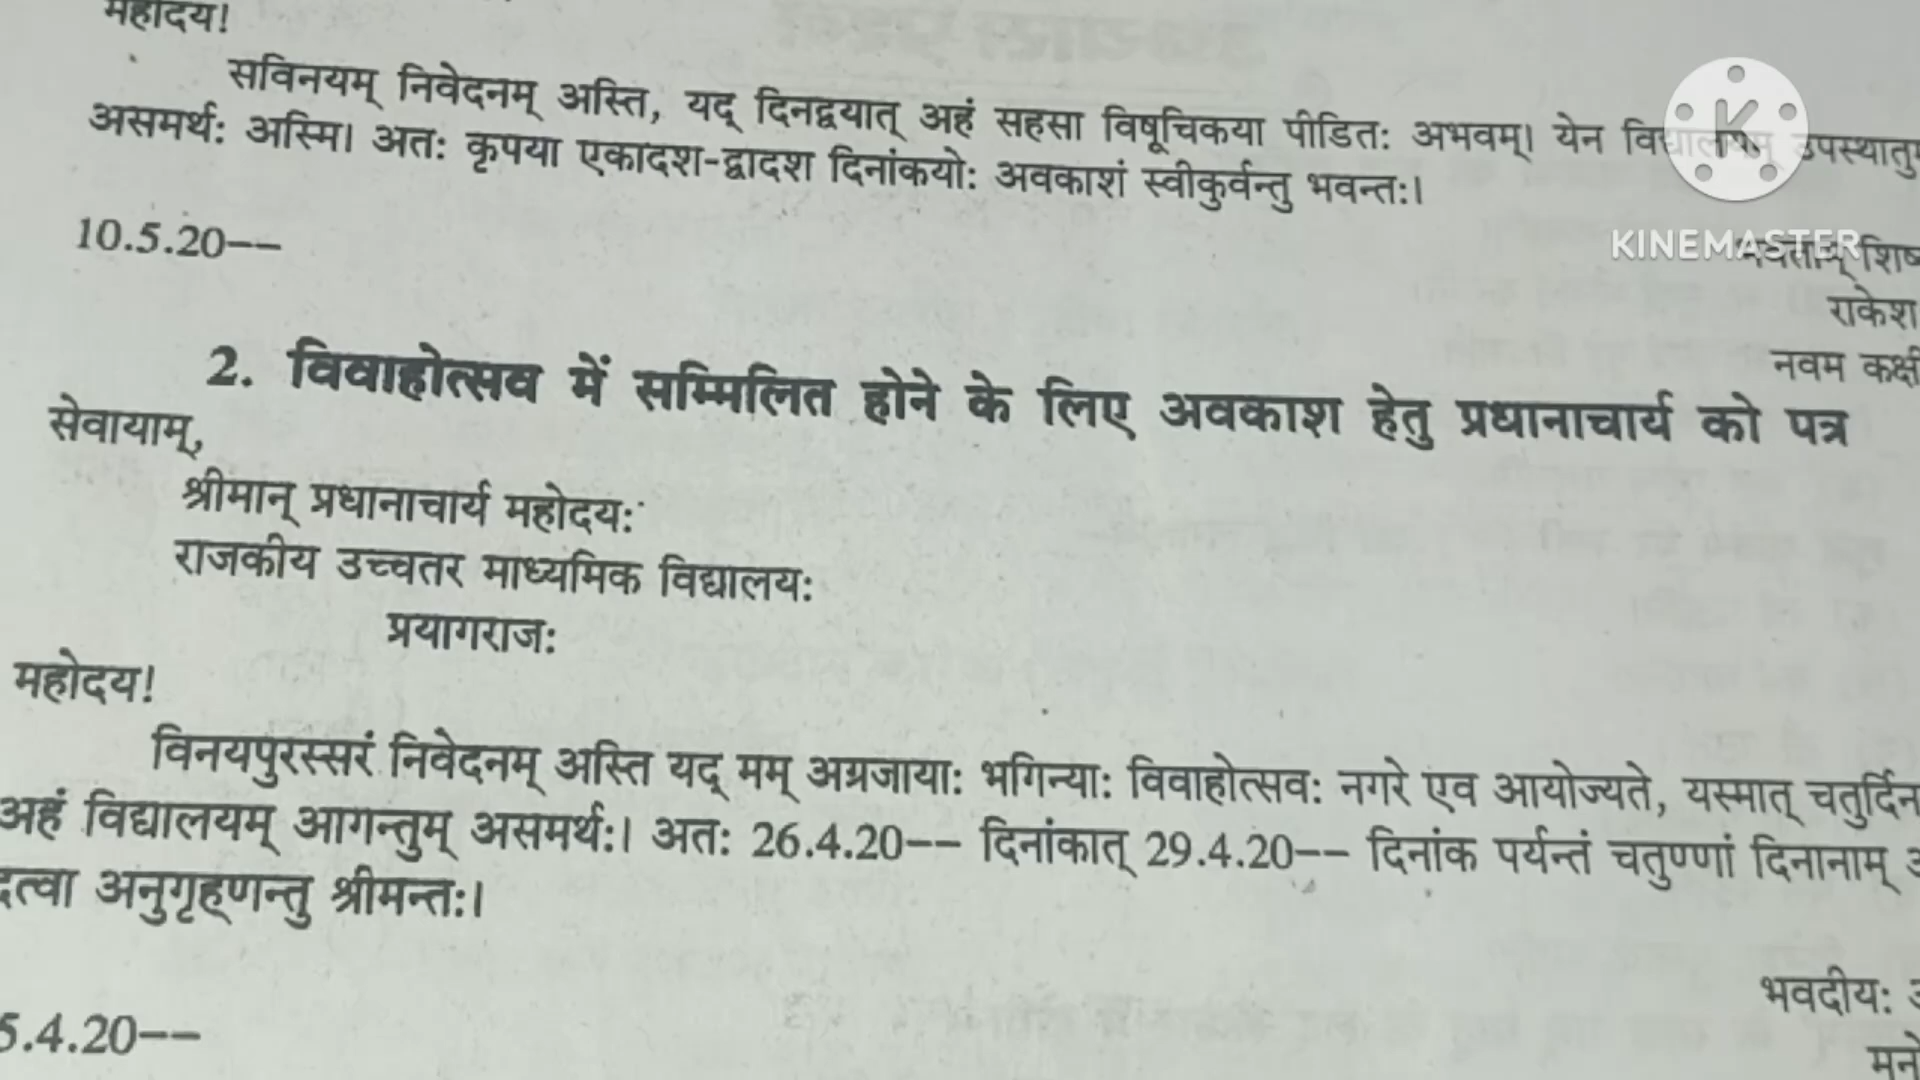 महोदय!
सविनयम् निवेदनम् अस्ति, यद् दिनद्वयात् अहं सहसा विषूचिकया पीडितः अभवम्। येन विद्यालयम् उपस्थातुम्
असमर्थः अस्मि। अतः कृपया एकादश-द्वादश दिनांकयोः अवकाशं स्वीकुर्वन्तु भवन्तः।
KINEMASTER
10.5.20––
शिष्
राकेश
नवम कक्षी
2. विवाहोत्सव में सम्मिलित होने के लिए अवकाश हेतु प्रधानाचार्य को पत्र
सेवायाम्,
श्रीमान् प्रधानाचार्य महोदयः
राजकीय उच्चतर माध्यमिक विद्यालयः
प्रयागराजः
महोदय!
विनयपुरस्सरं निवेदनम् अस्ति यद् मम् अग्रजायाः भगिन्याः विवाहोत्सवः नगरे एव आयोज्यते, यस्मात् चतुर्दिन
अहं विद्यालयम् आगन्तुम् असमर्थः। अतः 26.4.20–– दिनांकात् 29.4.20–– दिनांक पर्यन्तं चतुण्णां दिनानाम्
दत्वा अनुगृह्णन्तु श्रीमन्तः।
भवदीयः
5.4.20––
मनो